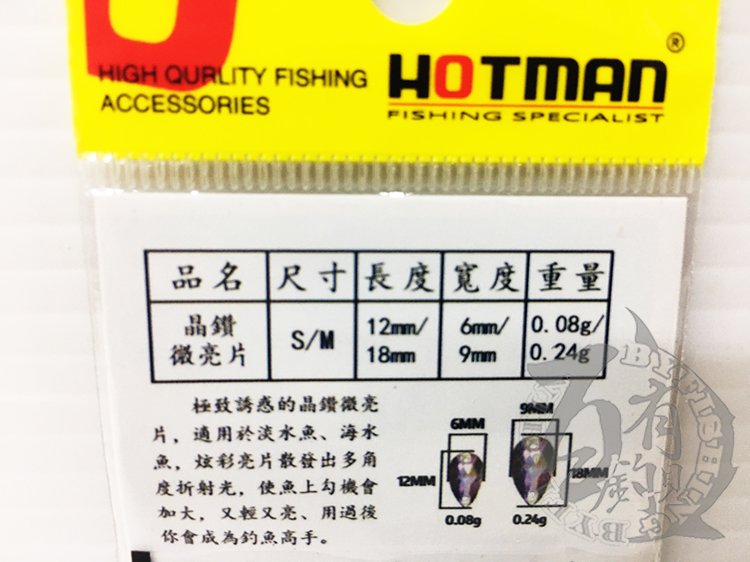 HIGH QURLITY FISHING
ACCESSORIES
HOTMAN®
FISHING SPECIALIST
品名 尺寸 長度 寬度 重量
晶鑽 12mm/ 6mm/ 0.08g/
微亮片 S/M 18mm 9mm 0.24g
極致誘惑的晶鑽微亮
片，適用於淡水魚、海水
魚，炫彩亮片散發出多角
度折射光，使魚上勾機會
加大，又輕又亮、用過後
你會成為釣魚高手。
6MM 9MM
12MM 18MM
0.08g 0.24g
百有釣